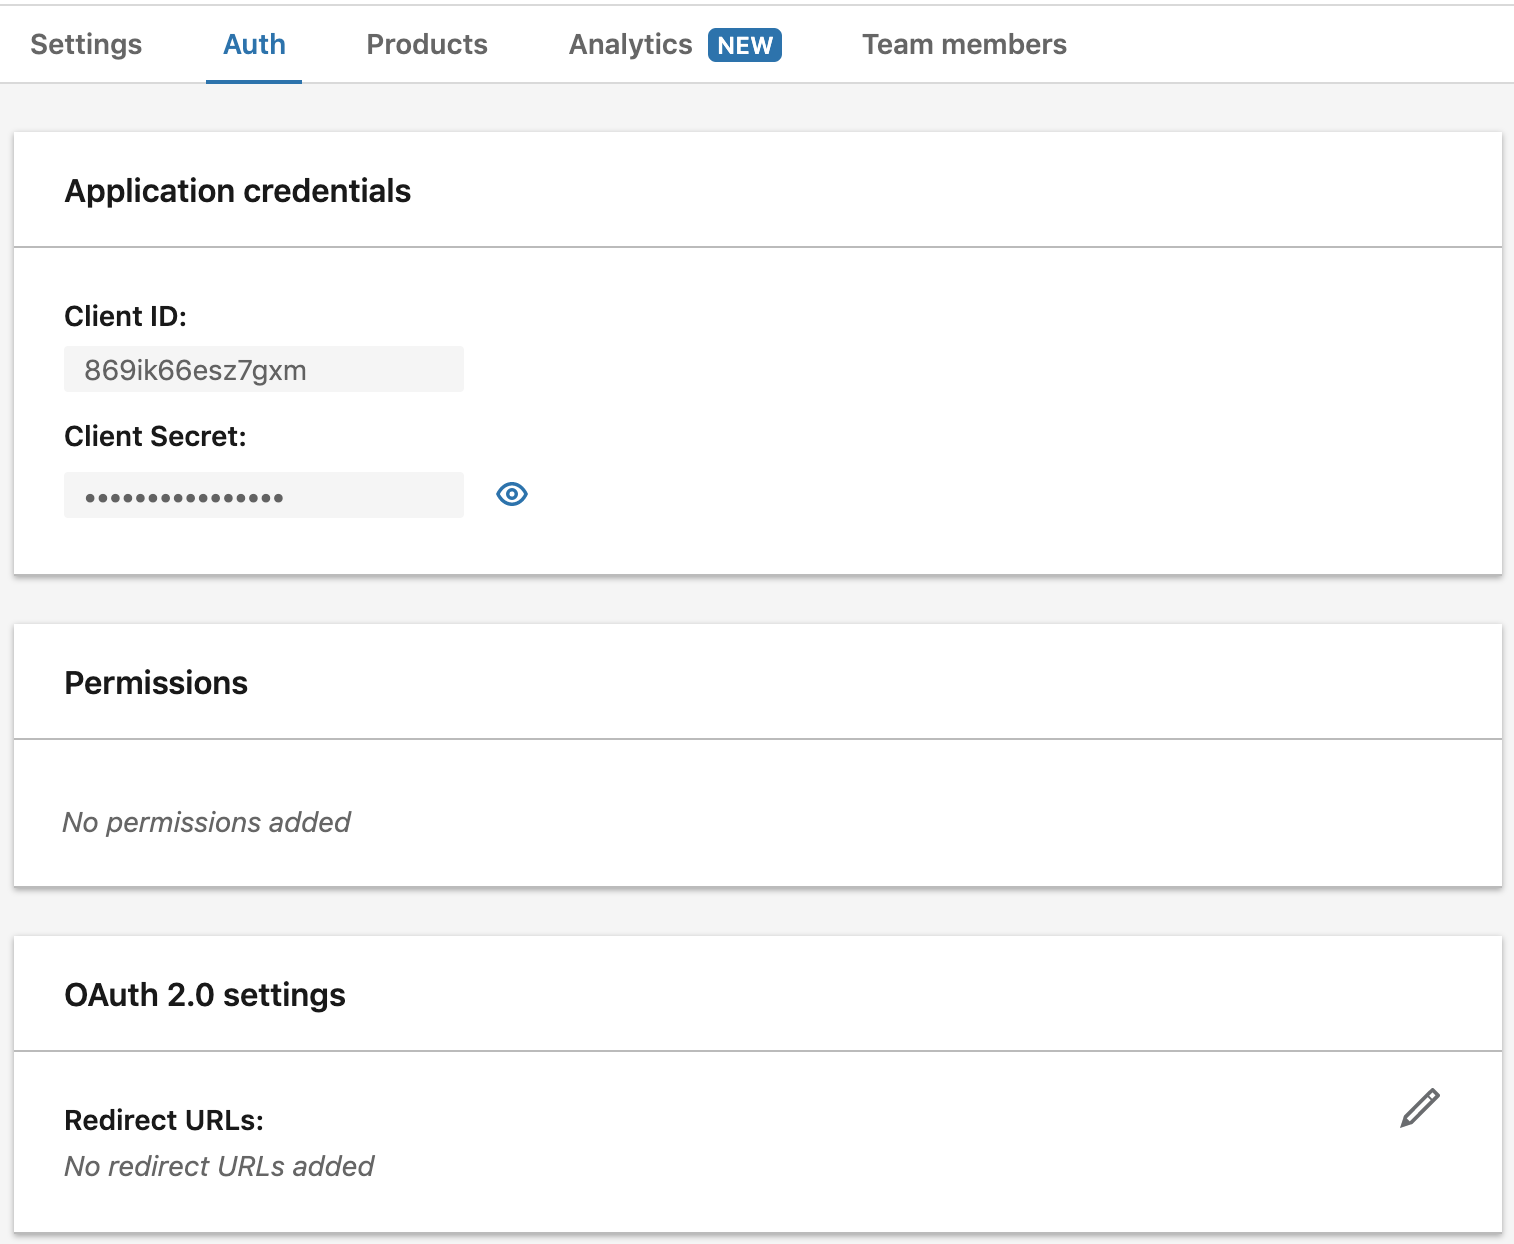 Settings Auth Products Analytics NEW Team members
Application credentials
Client ID:
869ik66esz7gxm
Client Secret:
••••••••••••••••
Permissions
No permissions added
OAuth 2.0 settings
Redirect URLs:
No redirect URLs added